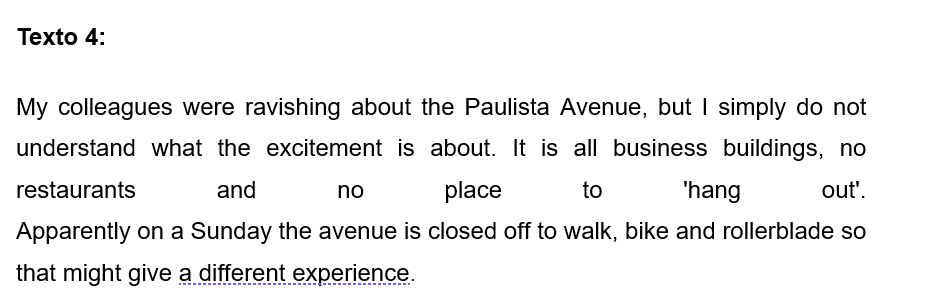 Texto 4:
My colleagues were ravishing about the Paulista Avenue, but I simply do not
understand what the excitement is about. It is all business buildings, no
restaurants and no place to 'hang out'.
Apparently on a Sunday the avenue is closed off to walk, bike and rollerblade so
that might give a different experience.